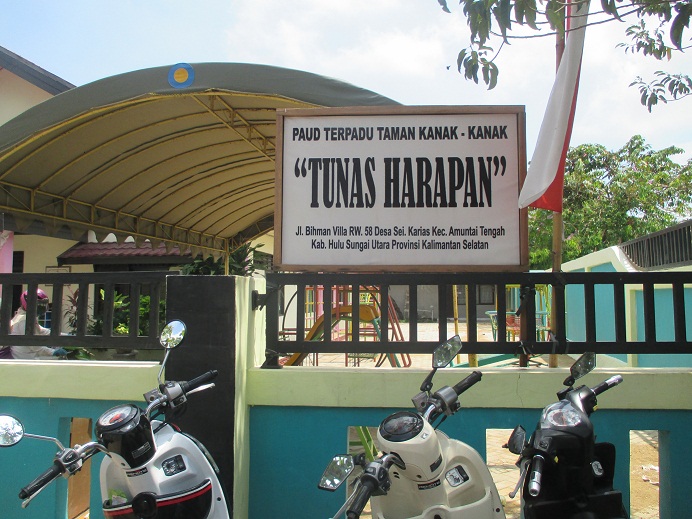 PAUD TERPADU TAMAN KANAK - KANAK
“TUNAS HARAPAN”
Jl. Bihman Villa RW. 58 Desa Sei. Karias Kec. Amuntai Tengah
Kab. Hulu Sungai Utara Provinsi Kalimantan Selatan